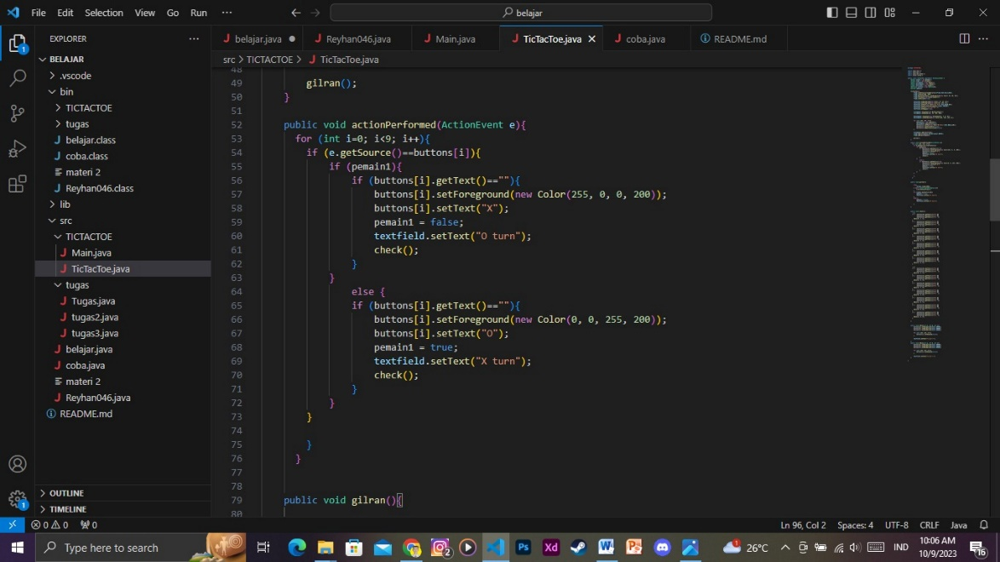 File Edit Selection View Go Run ···
belajar
EXPLORER
BELAJAR
.vscode
bin
TICTACTOE
tugas
belajar.class
coba.class
materi 2
Reyhan046.class
lib
src
TICTACTOE
Main.java
TicTacToe.java
tugas
Tugas.java
tugas2.java
tugas3.java
belajar.java
coba.java
materi 2
Reyhan046.java
README.md
OUTLINE
TIMELINE
belajar.java Reyhan046.java Main.java TicTacToe.java coba.java README.md
src > TICTACTOE > TicTacToe.java
48
49 gilran();
50 }
51
52 public void actionPerformed(ActionEvent e){
53 for (int i=0; i<9; i++){
54 if (e.getSource()==buttons[i]){
55 if (pemain1){
56 if (buttons[i].getText()==""){
57 buttons[i].setForeground(new Color(255, 0, 0, 200));
58 buttons[i].setText("X");
59 pemain1 = false;
60 textfield.setText("O turn");
61 check();
62 }
63 }
64 else {
65 if (buttons[i].getText()==""){
66 buttons[i].setForeground(new Color(0, 0, 255, 200));
67 buttons[i].setText("O");
68 pemain1 = true;
69 textfield.setText("X turn");
70 check();
71 }
72 }
73 }
74
75 }
76 }
77
78
79 public void gilran(){
80
0 0 0 Ln 96, Col 2 Spaces: 4 UTF-8 CRLF Java
Type here to search
26°C IND 10:06 AM
10/9/2023
16